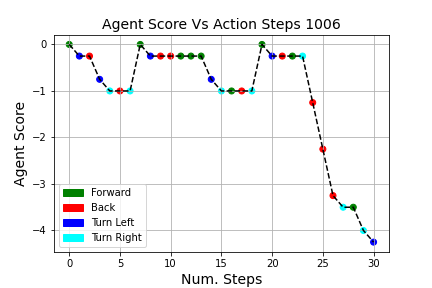 Agent Score Vs Action Steps 1006
0
−1
−2
−3
−4
Agent Score
Forward
Back
Turn Left
Turn Right
0 5 10 15 20 25 30
Num. Steps